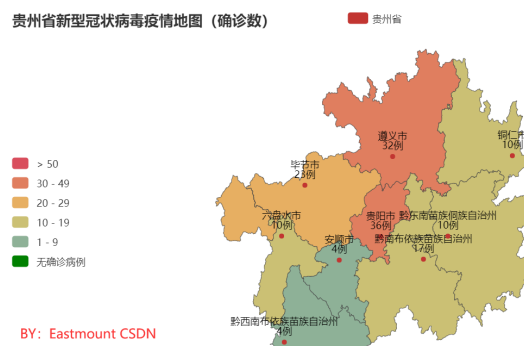 贵州省新型冠状病毒疫情地图（确诊数）
贵州省
遵义市
32例
铜仁市
10例
毕节市
23例
> 50
30 - 49
20 - 29
10 - 19
1 - 9
无确诊病例
六盘水市
10例
贵阳市
36例
黔东南苗族侗族自治州
10例
安顺市
4例
黔南布依族苗族自治州
17例
黔西南布依族苗族自治州
4例
BY：Eastmount CSDN